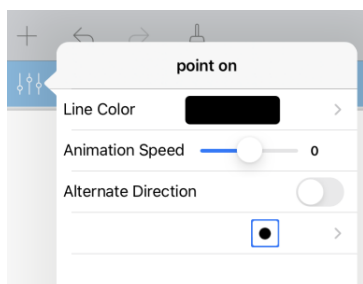 point on
Line Color
Animation Speed 0
Alternate Direction